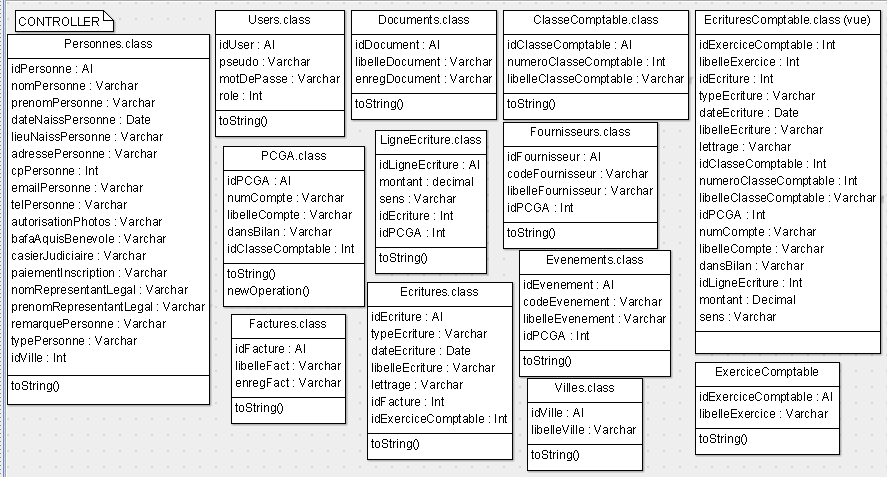 CONTROLLER
Personnes.class
idPersonne : AI
nomPersonne : Varchar
prenomPersonne : Varchar
dateNaissPersonne : Date
lieuNaissPersonne : Varchar
adressePersonne : Varchar
cpPersonne : Int
emailPersonne : Varchar
telPersonne : Varchar
autorisationPhotos : Varchar
bafaAquisBenevole : Varchar
casierJudiciaire : Varchar
paiementInscription : Varchar
nomRepresentantLegal : Varchar
prenomRepresentantLegal : Varchar
remarquePersonne : Varchar
typePersonne : Varchar
idVille : Int
toString()
Users.class
idUser : AI
pseudo : Varchar
motDePasse : Varchar
role : Int
toString()
PCGA.class
idPCGA : AI
numCompte : Varchar
libelleCompte : Varchar
dansBilan : Varchar
idClasseComptable : Int
toString()
newOperation()
Factures.class
idFacture : AI
libelleFact : Varchar
enregFact : Varchar
toString()
Documents.class
idDocument : AI
libelleDocument : Varchar
enregDocument : Varchar
toString()
LigneEcriture.class
idLigneEcriture : AI
montant : decimal
sens : Varchar
idEcriture : Int
idPCGA : Int
toString()
Ecritures.class
idEcriture : AI
typeEcriture : Varchar
dateEcriture : Date
libelleEcriture : Varchar
lettrage : Varchar
idFacture : Int
idExerciceComptable : Int
toString()
ClasseComptable.class
idClasseComptable : AI
numeroClasseComptable : Int
libelleClasseComptable : Varchar
toString()
Fournisseurs.class
idFournisseur : AI
codeFournisseur : Varchar
libelleFournisseur : Varchar
idPCGA : Int
toString()
Evenements.class
idEvenement : AI
codeEvenement : Varchar
libelleEvenement : Varchar
idPCGA : Int
toString()
Villes.class
idVille : AI
libelleVille : Varchar
toString()
EcrituresComptable.class (vue)
idExerciceComptable : Int
libelleExercice : Int
idEcriture : Int
typeEcriture : Varchar
dateEcriture : Date
libelleEcriture : Varchar
lettrage : Varchar
idClasseComptable : Int
numeroClasseComptable : Int
libelleClasseComptable : Varchar
idPCGA : Int
numCompte : Varchar
libelleCompte : Varchar
dansBilan : Varchar
idLigneEcriture : Int
montant : Decimal
sens : Varchar
ExerciceComptable
idExerciceComptable : AI
libelleExercice : Varchar
toString()